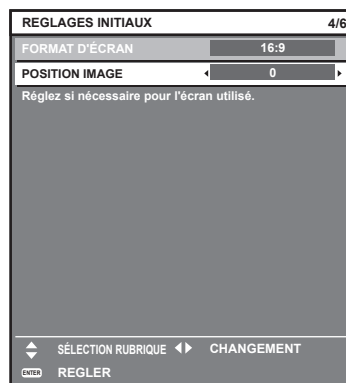 REGLAGES INITIAUX 4/6
FORMAT D'ÉCRAN 16:9
POSITION IMAGE 0
Réglez si nécessaire pour l'écran utilisé.
SÉLECTION RUBRIQUE CHANGEMENT
ENTER REGLER